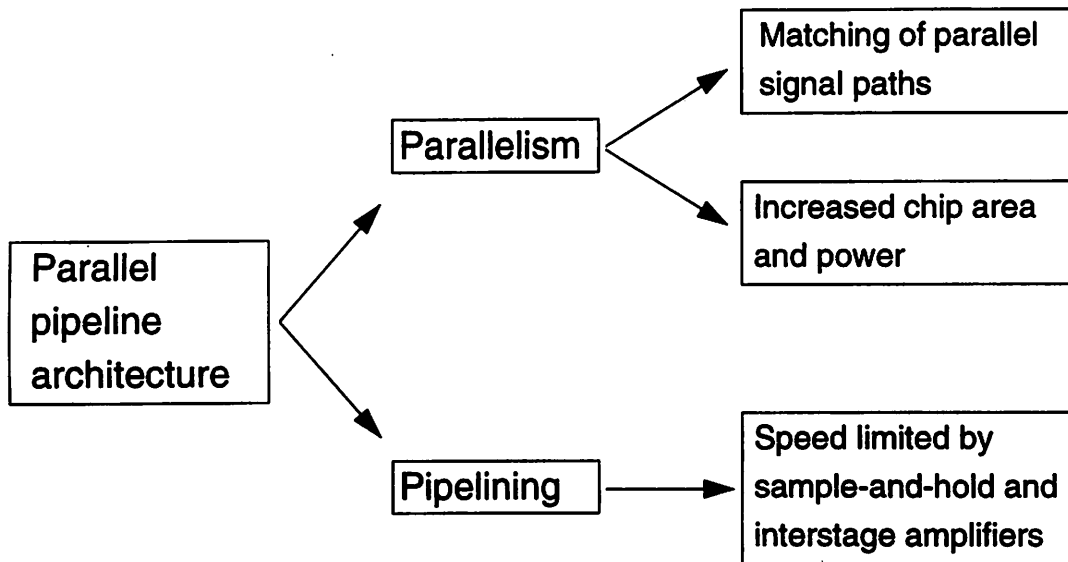 Parallel
pipeline
architecture
Parallelism
Matching of parallel
signal paths
Increased chip area
and power
Pipelining
Speed limited by
sample-and-hold and
interstage amplifiers